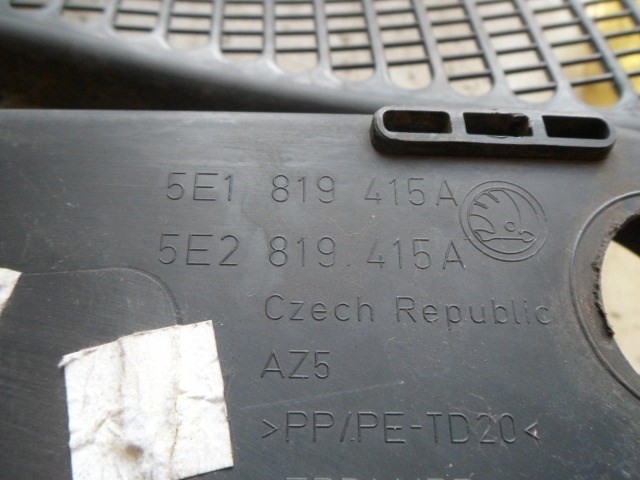 5E1 819 415A
5E2 819.415A
Czech Republic
AZ5
>PP/PE-TD20<